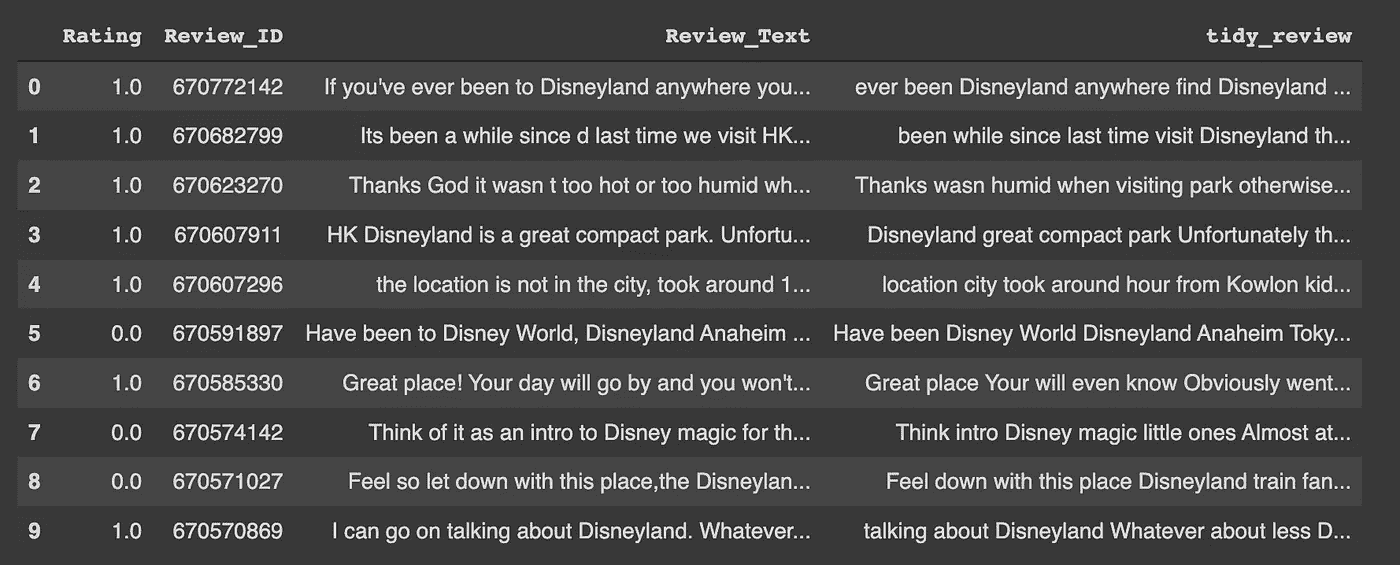 Rating Review_ID Review_Text tidy_review
0 1.0 670772142 If you've ever been to Disneyland anywhere you... ever been Disneyland anywhere find Disneyland ...
1 1.0 670682799 Its been a while since d last time we visit HK... been while since last time visit Disneyland th...
2 1.0 670623270 Thanks God it wasn t too hot or too humid wh... Thanks wasn humid when visiting park otherwise...
3 1.0 670607911 HK Disneyland is a great compact park. Unfortu... Disneyland great compact park Unfortunately th...
4 1.0 670607296 the location is not in the city, took around 1... location city took around hour from Kowlon kid...
5 0.0 670591897 Have been to Disney World, Disneyland Anaheim ... Have been Disney World Disneyland Anaheim Toky...
6 1.0 670585330 Great place! Your day will go by and you won't... Great place Your will even know Obviously went...
7 0.0 670574142 Think of it as an intro to Disney magic for th... Think intro Disney magic little ones Almost at...
8 0.0 670571027 Feel so let down with this place,the Disneylan... Feel down with this place Disneyland train fan...
9 1.0 670570869 I can go on talking about Disneyland. Whatever... talking about Disneyland Whatever about less D...